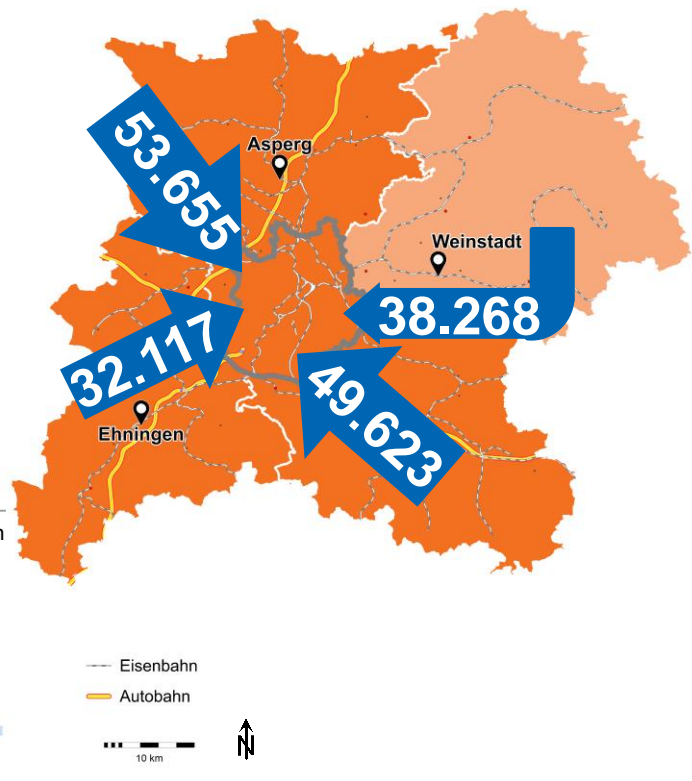 53.655
Asperg
Weinstadt
38.268
32.117
49.623
Ehningen
n
Eisenbahn
Autobahn
10 km
N